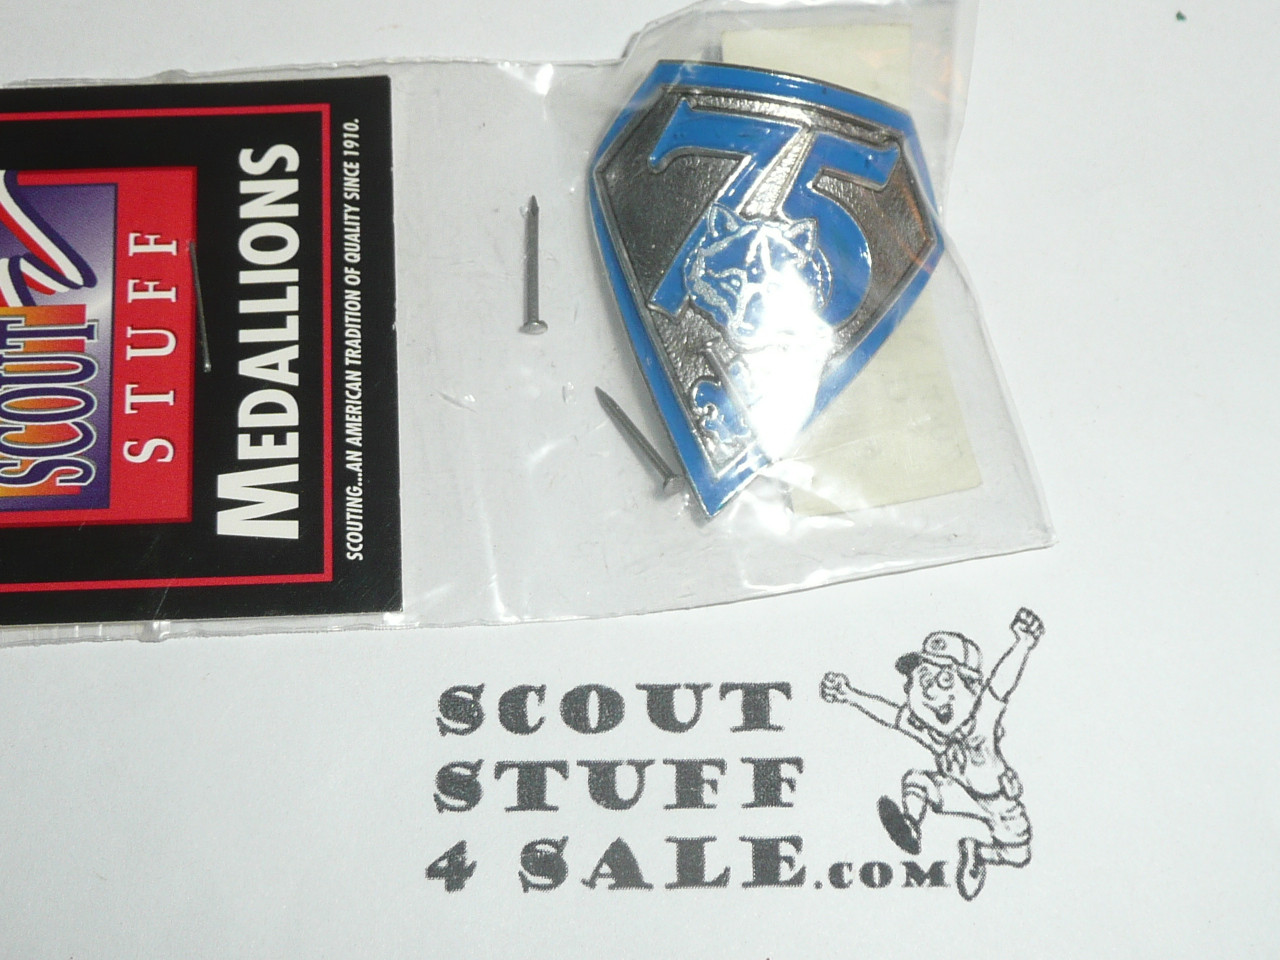 SCOUT
STUFF
MEDALLIONS
SCOUTING...AN AMERICAN TRADITION OF QUALITY SINCE 1910.
75
SCOUT
STUFF
4 SALE.COM